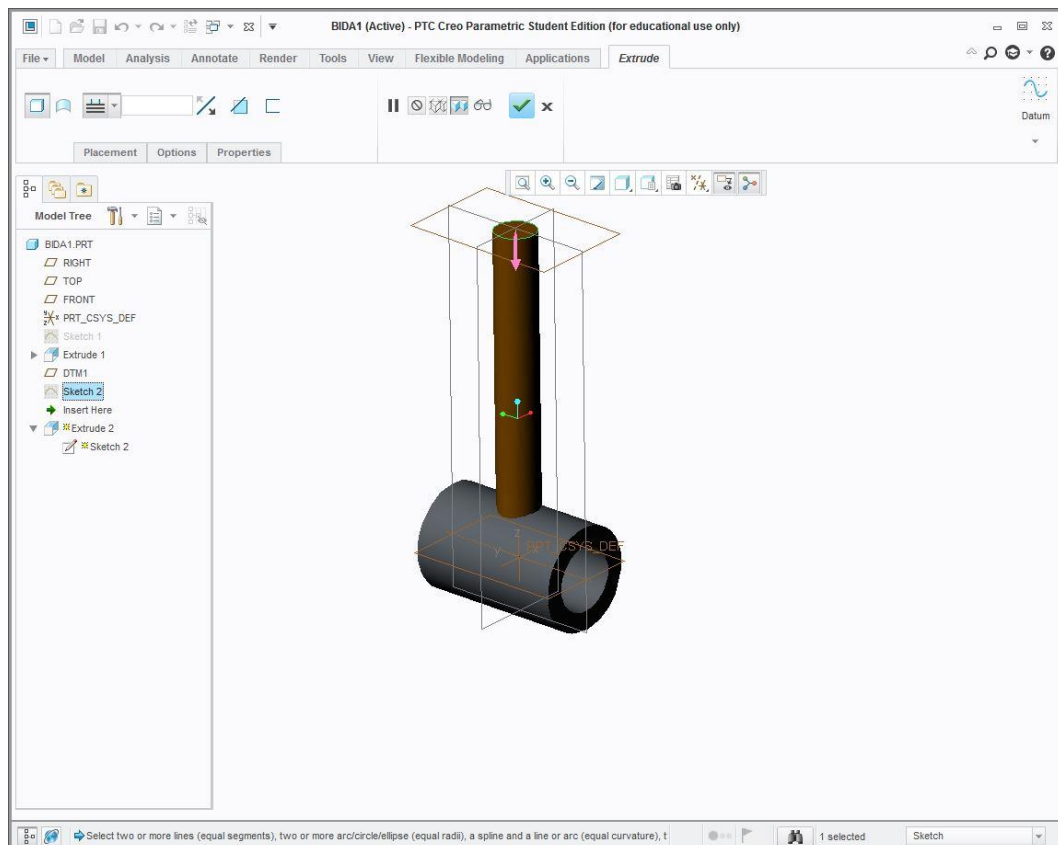 BIDA1 (Active) - PTC Creo Parametric Student Edition (for educational use only)
File Model Analysis Annotate Render Tools View Flexible Modeling Applications Extrude
Datum
Placement Options Properties
Model Tree
BIDA1.PRT
RIGHT
TOP
FRONT
PRT_CSYS_DEF
Sketch 1
Extrude 1
DTM1
Sketch 2
Insert Here
Extrude 2
Sketch 2
z
y x PRT_CSYS_DEF
Select two or more lines (equal segments), two or more arc/circle/ellipse (equal radii), a spline and a line or arc (equal curvature), t
1 selected
Sketch